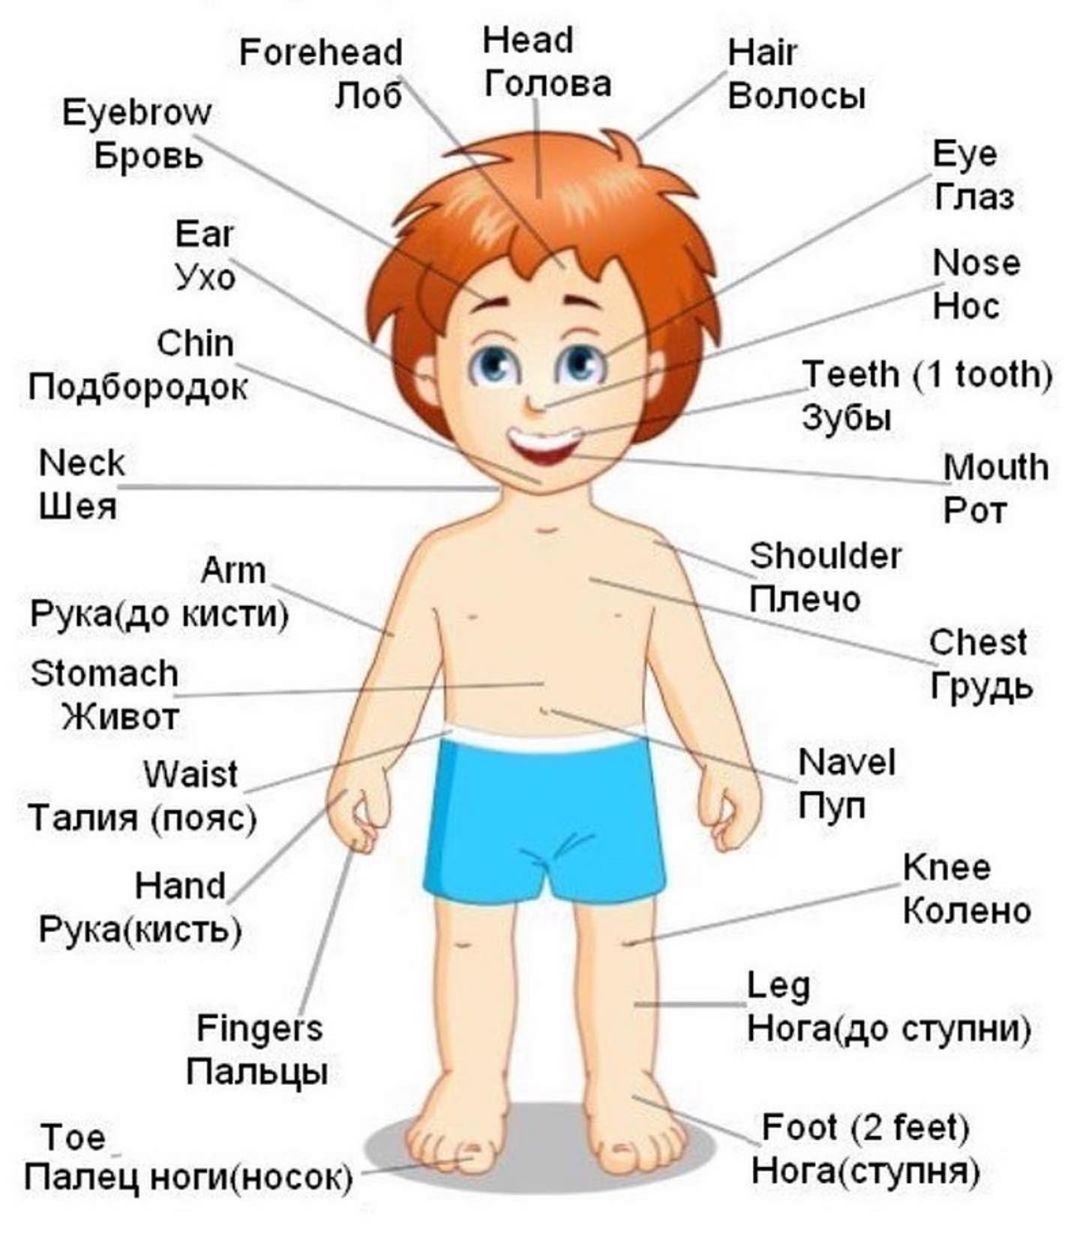 Forehead
Лоб
Head
Голова
Hair
Волосы
Eyebrow
Бровь
Eye
Глаз
Ear
Ухо
Nose
Нос
Chin
Подбородок
Teeth (1 tooth)
Зубы
Neck
Шея
Mouth
Рот
Arm
Рука(до кисти)
Shoulder
Плечо
Chest
Грудь
Stomach
Живот
Waist
Талия (пояс)
Navel
Пуп
Hand
Рука(кисть)
Knee
Колено
Leg
Нога(до ступни)
Fingers
Пальцы
Toe
Палец ноги(носок)
Foot (2 feet)
Нога(ступня)